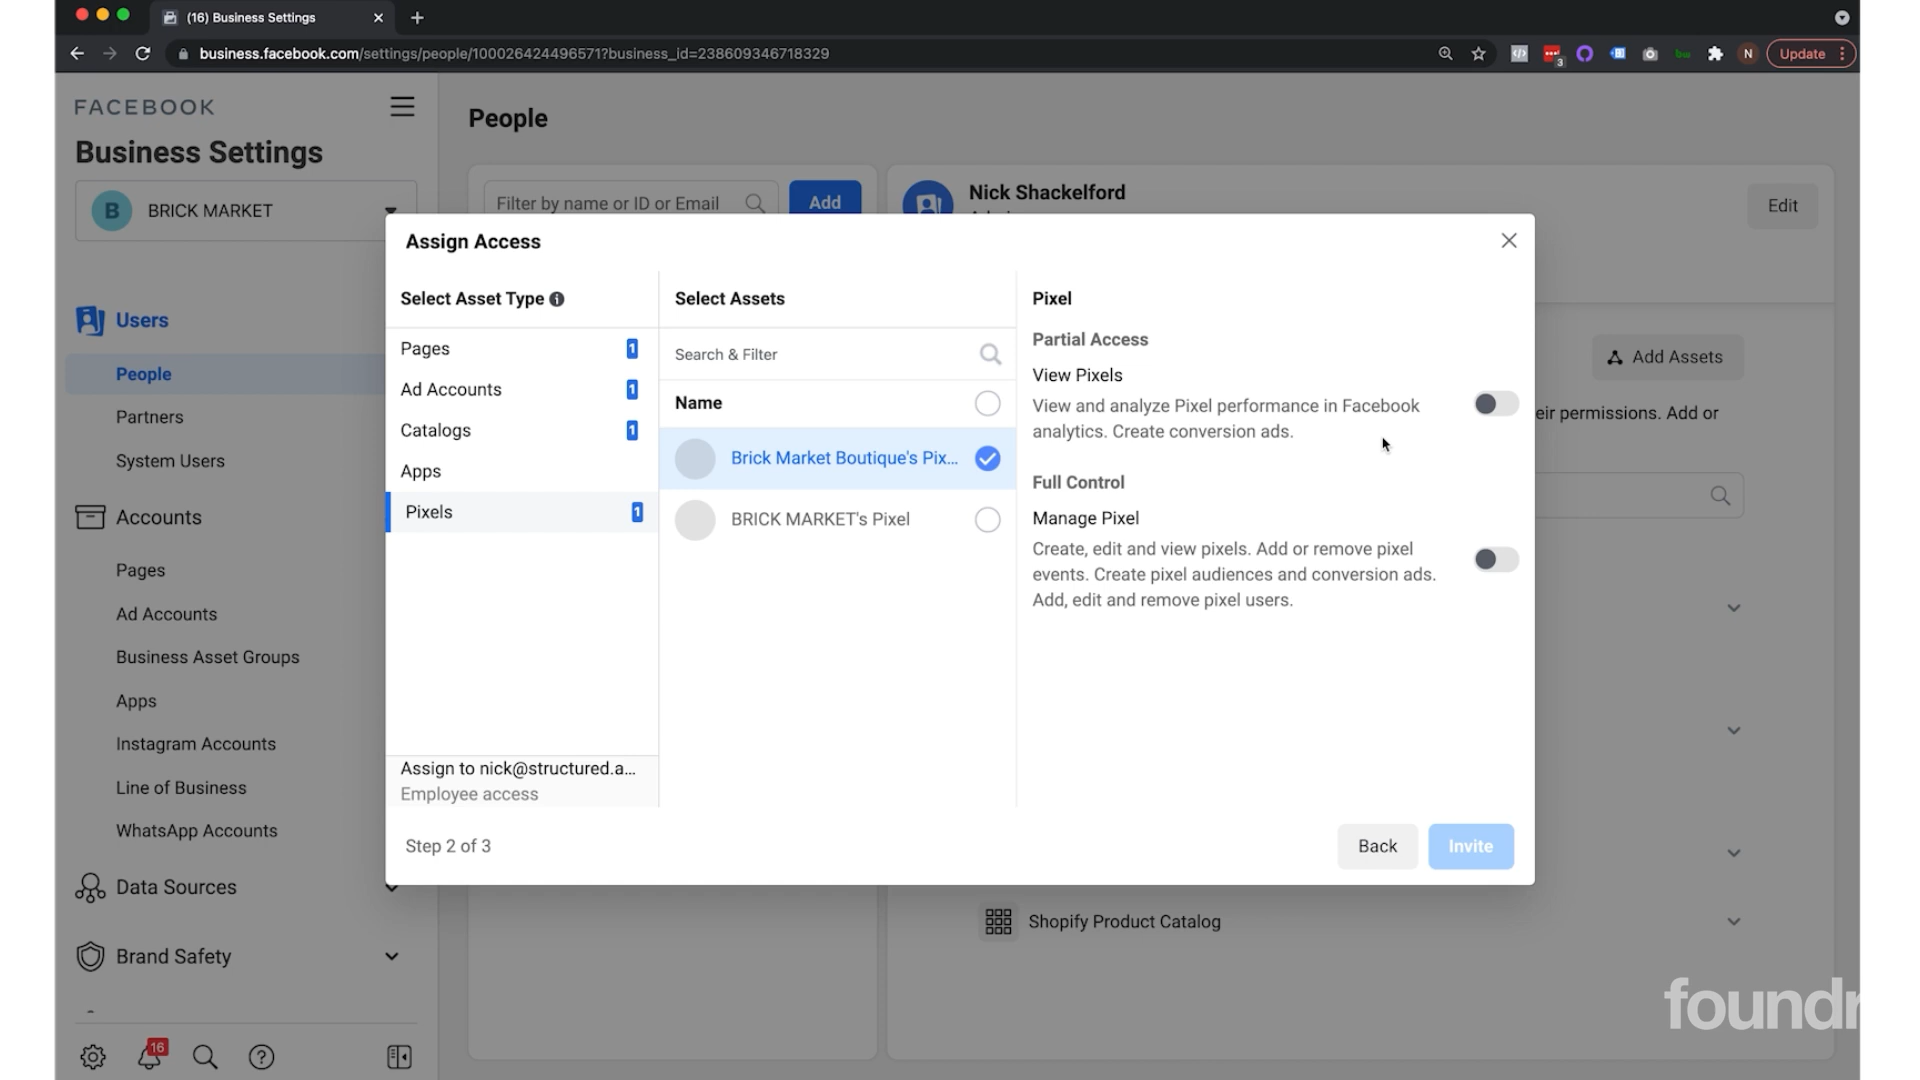 (16) Business Settings
business.facebook.com/settings/people/100026424496571?business_id=238609346718329
3
N
Update
FACEBOOK
Business Settings
B
BRICK MARKET
Users
People
Partners
System Users
Accounts
Pages
Ad Accounts
Business Asset Groups
Apps
Instagram Accounts
Line of Business
WhatsApp Accounts
Data Sources
Brand Safety
16
People
Filter by name or ID or Email
Add
Nick Shackelford
Edit
Add Assets
eir permissions. Add or
Shopify Product Catalog
Assign Access
Select Asset Type
Pages 1
Ad Accounts 1
Catalogs 1
Apps
Pixels 1
Assign to nick@structured.a...
Employee access
Select Assets
Search & Filter
Name
Brick Market Boutique's Pix...
BRICK MARKET's Pixel
Pixel
Partial Access
View Pixels
View and analyze Pixel performance in Facebook
analytics. Create conversion ads.
Full Control
Manage Pixel
Create, edit and view pixels. Add or remove pixel
events. Create pixel audiences and conversion ads.
Add, edit and remove pixel users.
Step 2 of 3
Back
Invite
foundr